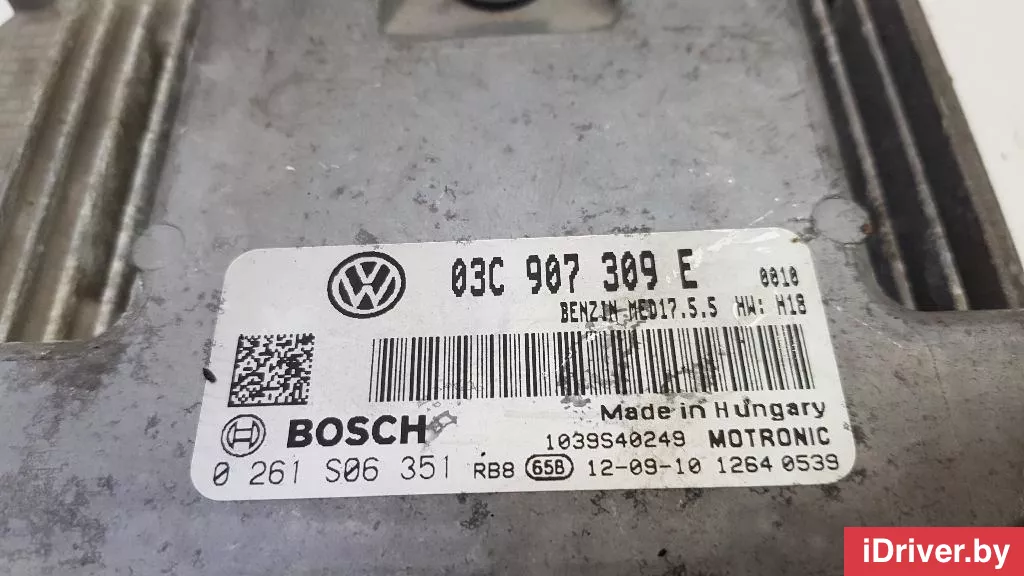 03C 907 309 E 0010
BENZIN MED17.5.5 HW: H18
Made in Hungary
BOSCH 1039S40249 MOTRONIC
0 261 S06 351 RB8 65B 12-09-10 1264 0539
iDriver.by